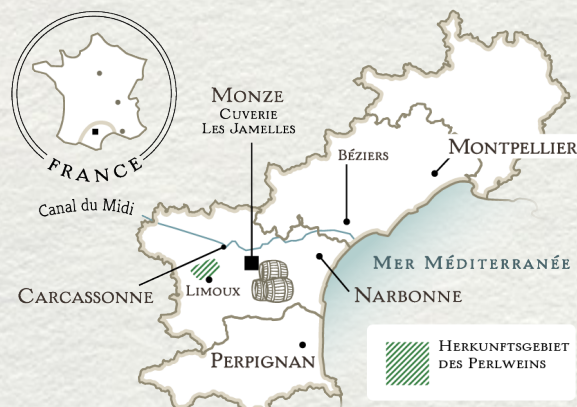 FRANCE
Canal du Midi
MONZE
CUVERIE
LES JAMELLES
BÉZIERS
MONTPELLIER
MER MÉDITERRANÉE
CARCASSONNE
LIMOUX
NARBONNE
PERPIGNAN
HERKUNFTSGEBIET
DES PERLWEINS